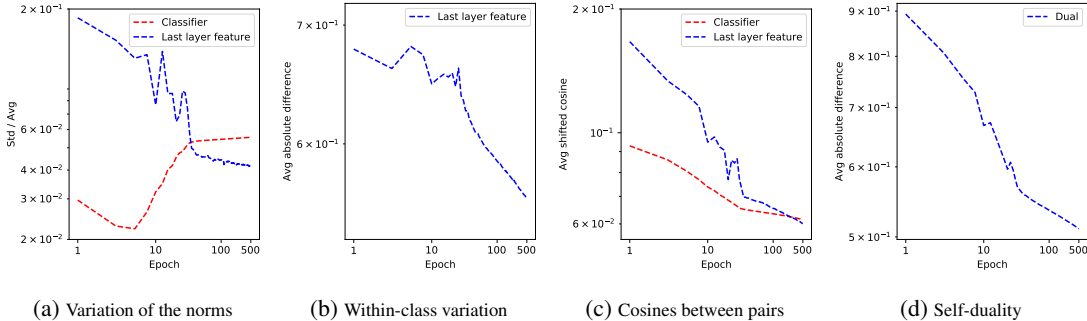 2 × 10⁻¹
6 × 10⁻²
4 × 10⁻²
3 × 10⁻²
2 × 10⁻²
Std / Avg
Classifier
Last layer feature
1 10 100 500
Epoch
(a) Variation of the norms
7 × 10⁻¹
6 × 10⁻¹
Avg absolute difference
Last layer feature
1 10 100 500
Epoch
(b) Within-class variation
10⁻¹
6 × 10⁻²
Avg shifted cosine
Classifier
Last layer feature
1 10 100 500
Epoch
(c) Cosines between pairs
9 × 10⁻¹
8 × 10⁻¹
7 × 10⁻¹
6 × 10⁻¹
5 × 10⁻¹
Avg absolute difference
Dual
1 10 100 500
Epoch
(d) Self-duality